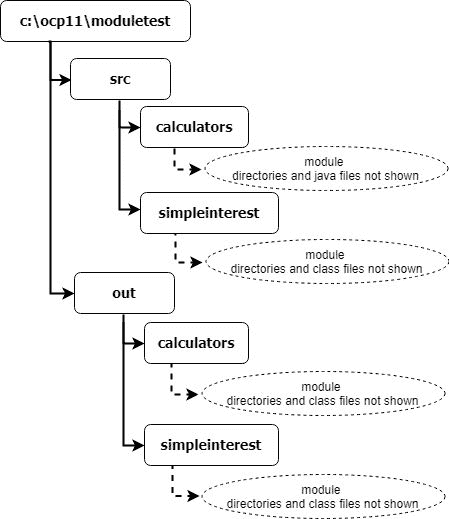 c:\ocp11\moduletest
src
calculators
module
directories and java files not shown
simpleinterest
module
directories and class files not shown
out
calculators
module
directories and class files not shown
simpleinterest
module
directories and class files not shown